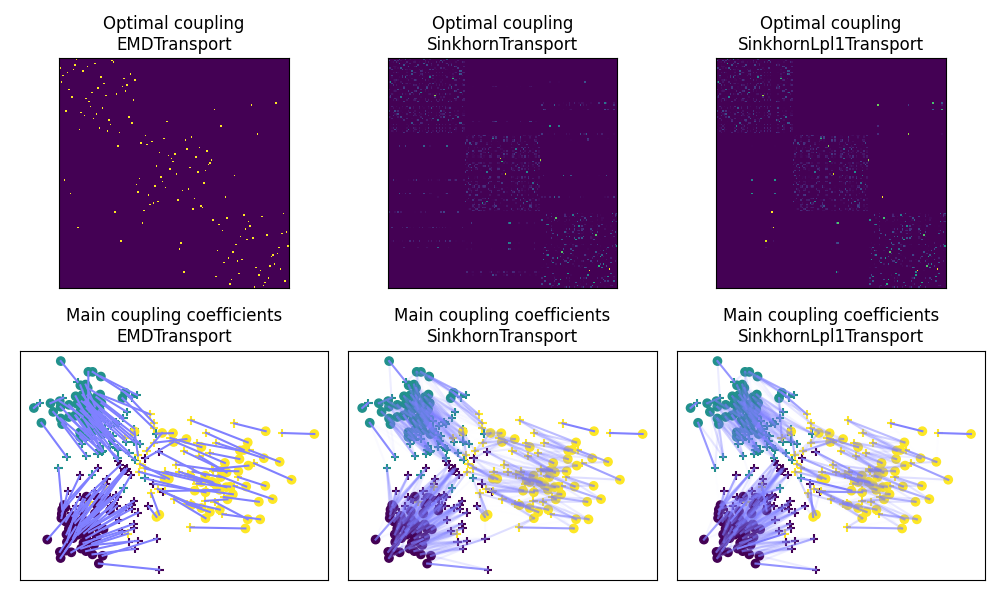 Optimal coupling
EMDTransport
Optimal coupling
SinkhornTransport
Optimal coupling
SinkhornLpl1Transport
Main coupling coefficients
EMDTransport
Main coupling coefficients
SinkhornTransport
Main coupling coefficients
SinkhornLpl1Transport